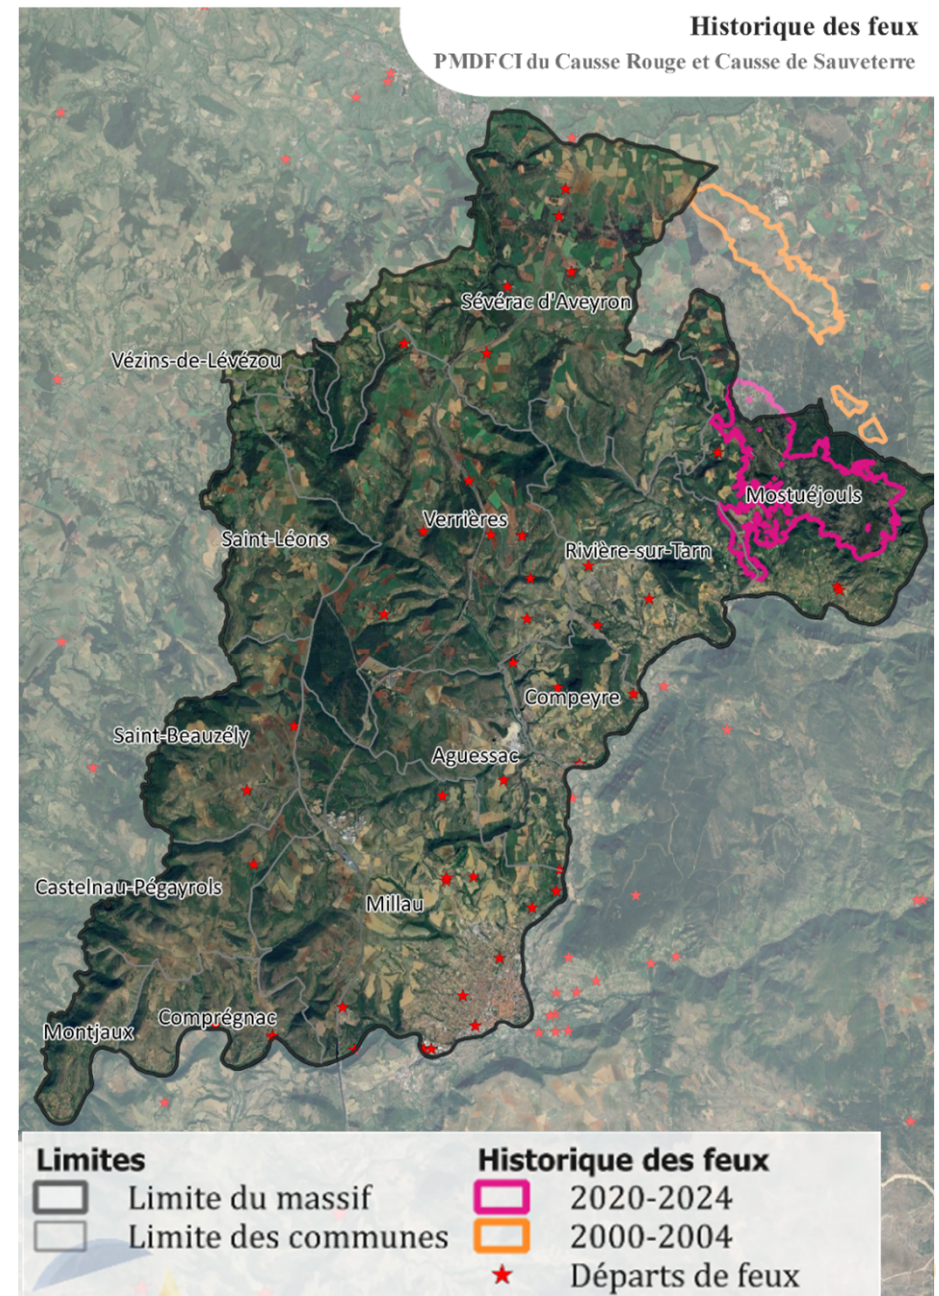 Historique des feux
PMDFCI du Causse Rouge et Causse de Sauveterre
Sévérac d'Aveyron
Vézins-de-Lévézou
Mostuéjouls
Verrières
Saint-Léons
Rivière-sur-Tarn
Compeyre
Saint-Beauzély
Aguessac
Castelnau-Pégayrols
Millau
Comprégnac
Montjaux
Limites
Limite du massif
Limite des communes
Historique des feux
2020-2024
2000-2004
Départs de feux